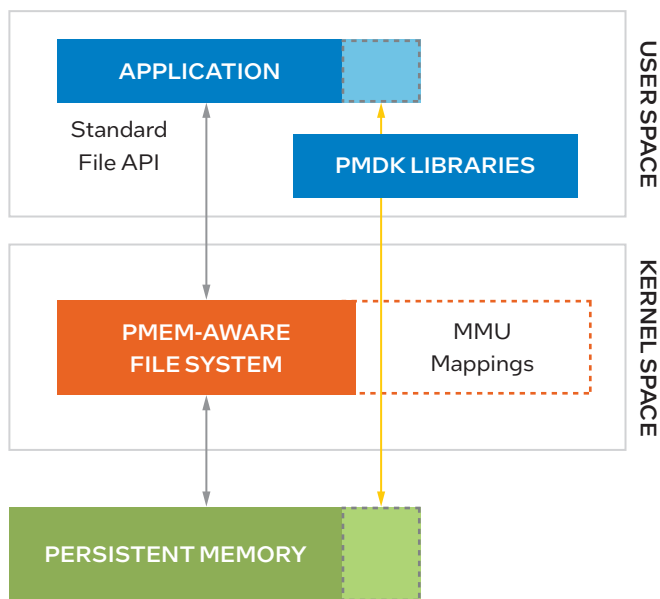 APPLICATION
Standard
File API
PMDK LIBRARIES
USER SPACE
PMEM-AWARE
FILE SYSTEM
MMU
Mappings
KERNEL SPACE
PERSISTENT MEMORY